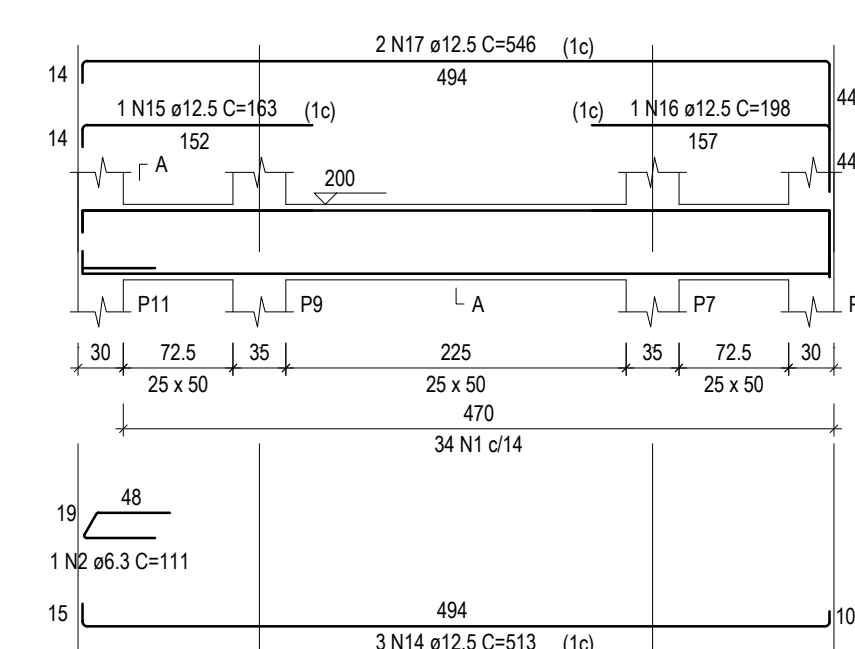 2 N17 ø12.5 C=546 (1c)
14 494 44
1 N15 ø12.5 C=163 (1c) (1c) 1 N16 ø12.5 C=198
14 152 157 44
A
200
P11 P9 A P7
30 72.5 35 225 35 72.5 30
25 x 50 25 x 50 25 x 50
470
34 N1 c/14
48
19
1 N2 ø6.3 C=111
15 494 10
3 N14 ø12.5 C=513 (1c)